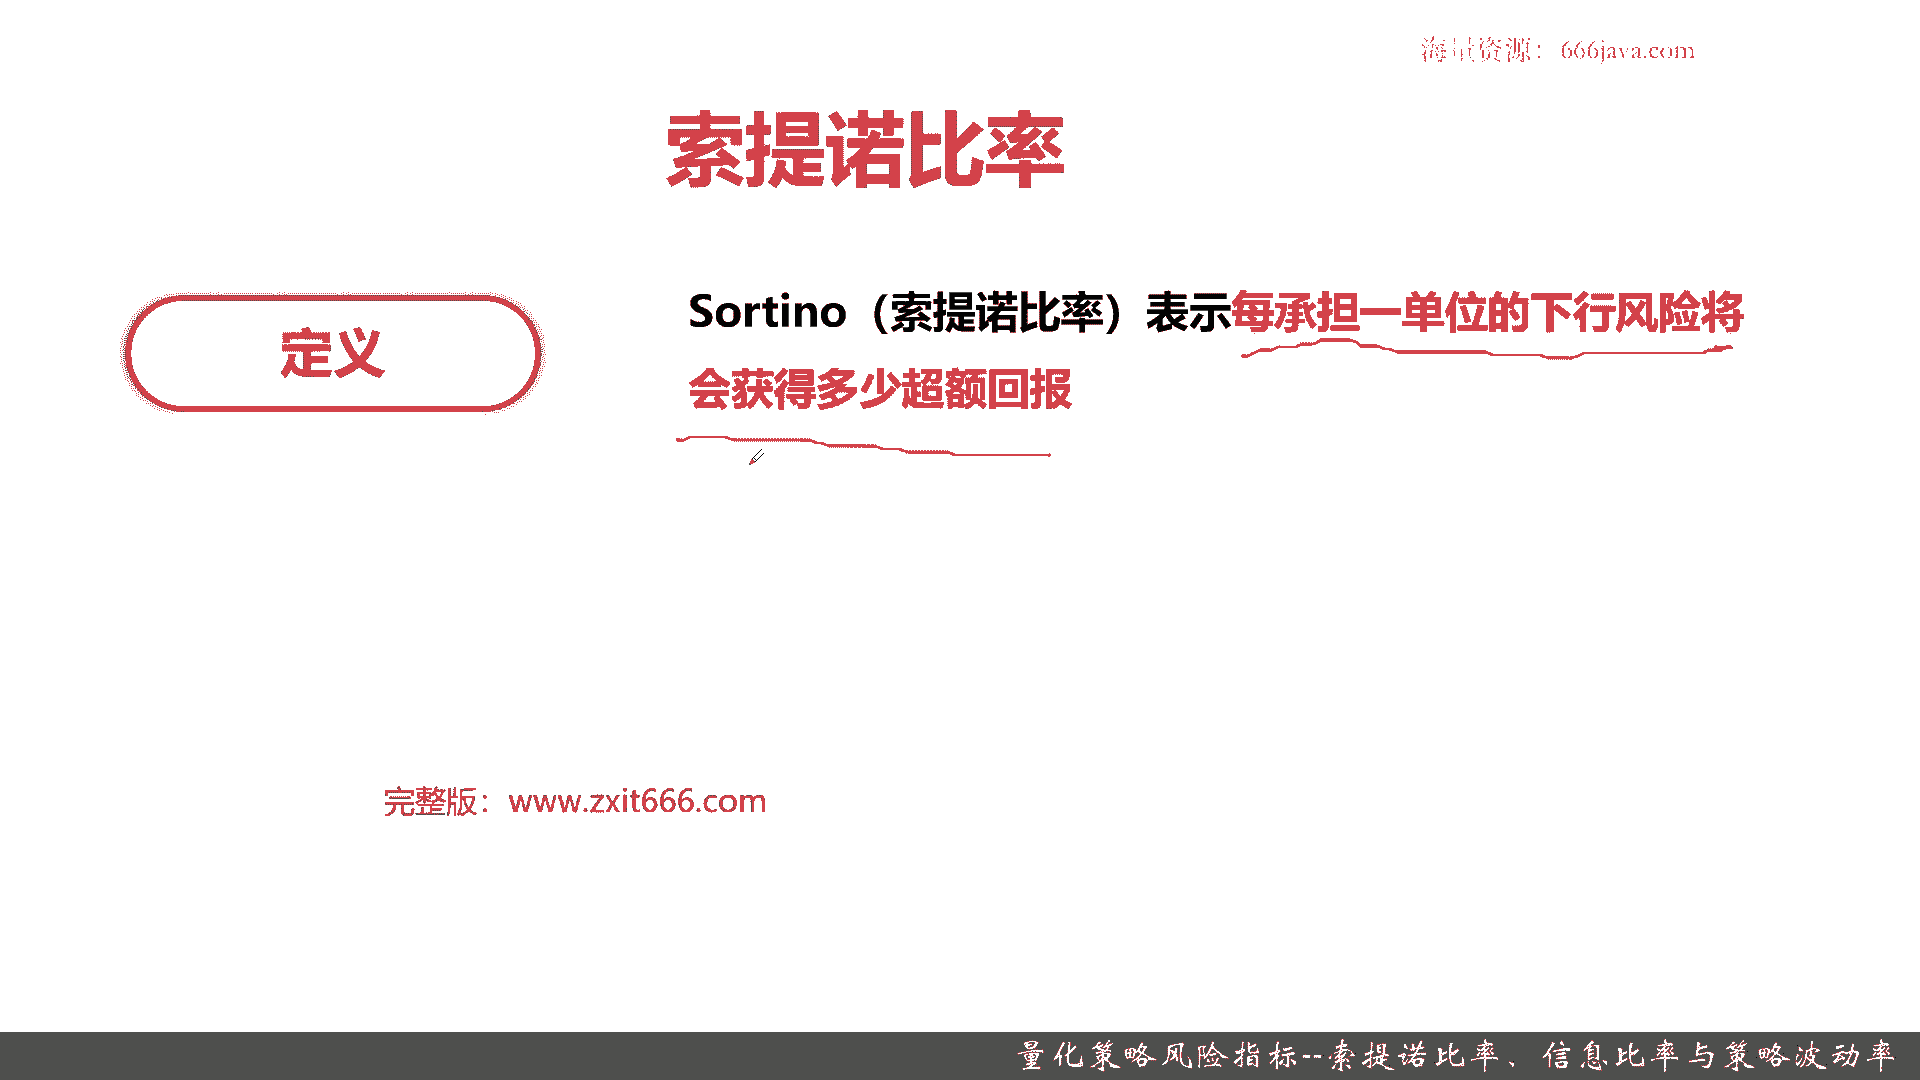 海量资源：666java.com
索提诺比率
定义
Sortino（索提诺比率）表示每承担一单位的下行风险将
会获得多少超额回报
完整版：www.zxit666.com
量化策略风险指标--索提诺比率、信息比率与策略波动率